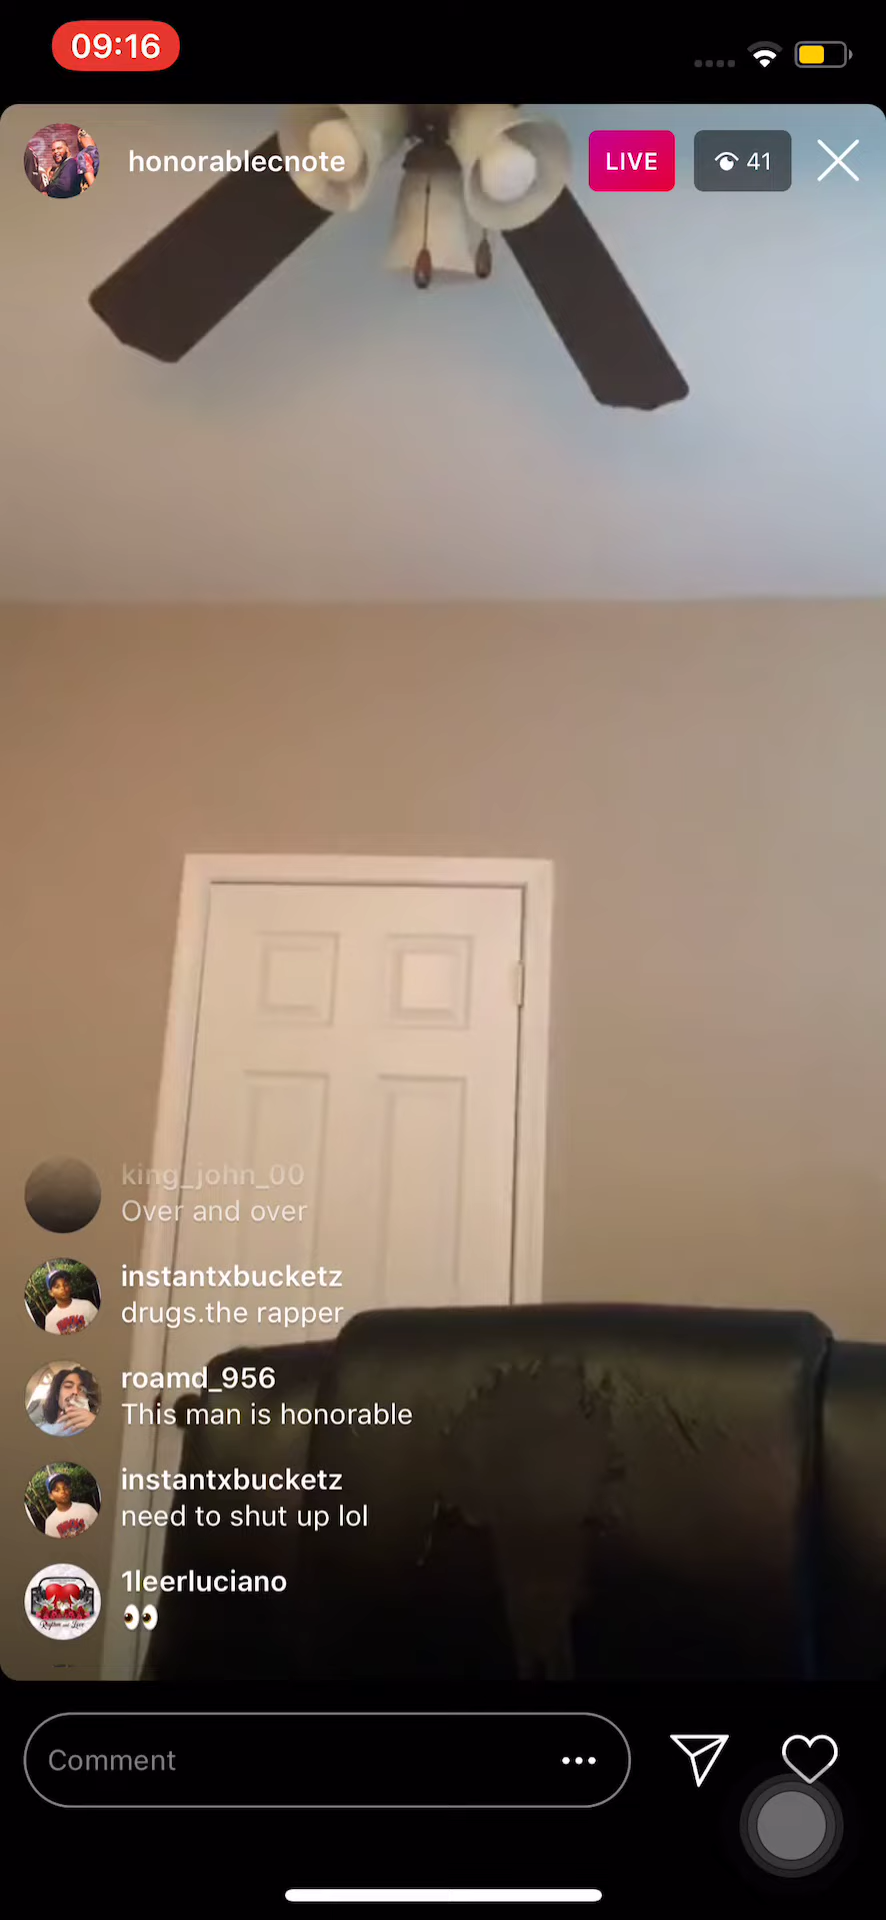 09:16
honorablecnote
LIVE
41
king_john_00
Over and over
instantxbucketz
drugs.the rapper
roamd_956
This man is honorable
instantxbucketz
need to shut up lol
1leerluciano
👀
Comment